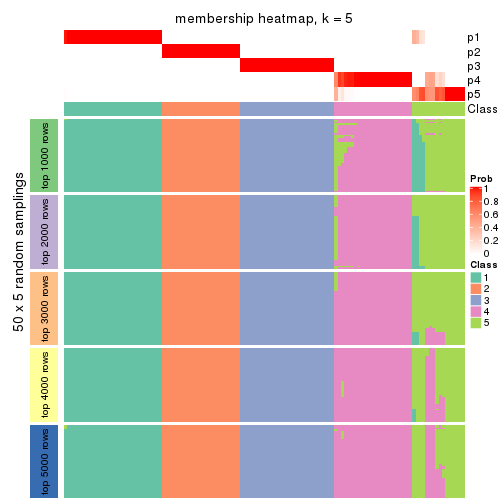 membership heatmap, k = 5
p1
p2
p3
p4
p5
Class
50 x 5 random samplings
top 1000 rows
top 2000 rows
top 3000 rows
top 4000 rows
top 5000 rows
Prob
1
0.8
0.6
0.4
0.2
0
Class
1
2
3
4
5